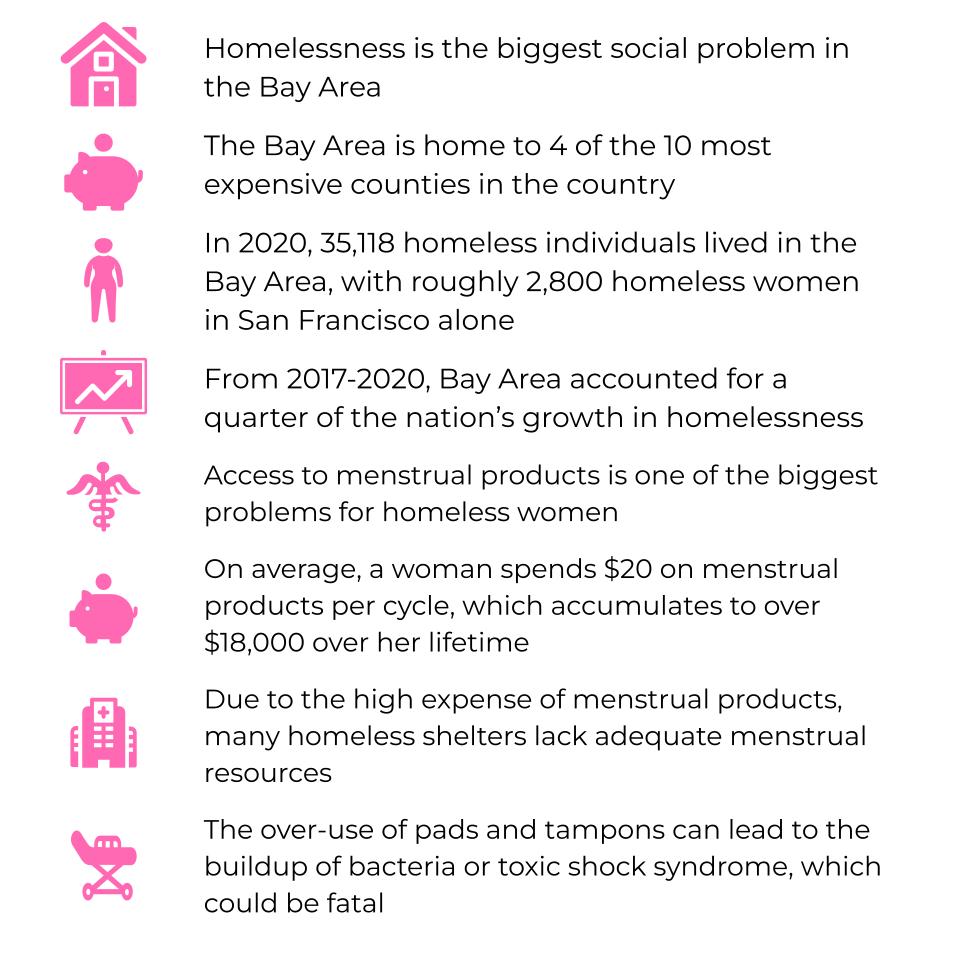 Homelessness is the biggest social problem in
the Bay Area
The Bay Area is home to 4 of the 10 most
expensive counties in the country
In 2020, 35,118 homeless individuals lived in the
Bay Area, with roughly 2,800 homeless women
in San Francisco alone
From 2017-2020, Bay Area accounted for a
quarter of the nation’s growth in homelessness
Access to menstrual products is one of the biggest
problems for homeless women
On average, a woman spends $20 on menstrual
products per cycle, which accumulates to over
$18,000 over her lifetime
Due to the high expense of menstrual products,
many homeless shelters lack adequate menstrual
resources
The over-use of pads and tampons can lead to the
buildup of bacteria or toxic shock syndrome, which
could be fatal